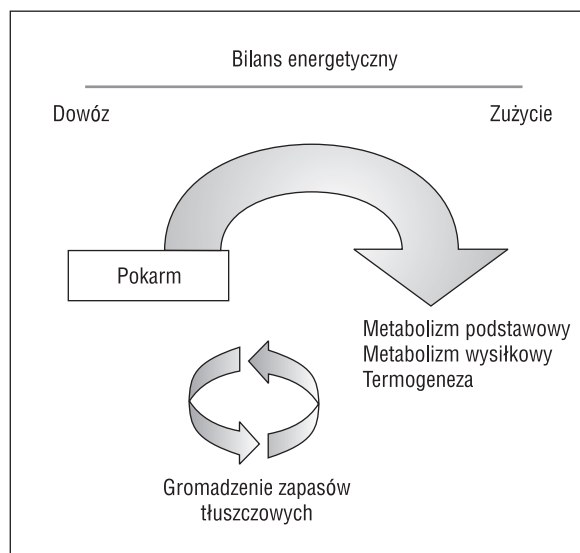 Bilans energetyczny
Dowóz
Zużycie
Pokarm
Metabolizm podstawowy
Metabolizm wysiłkowy
Termogeneza
Gromadzenie zapasów
tłuszczowych